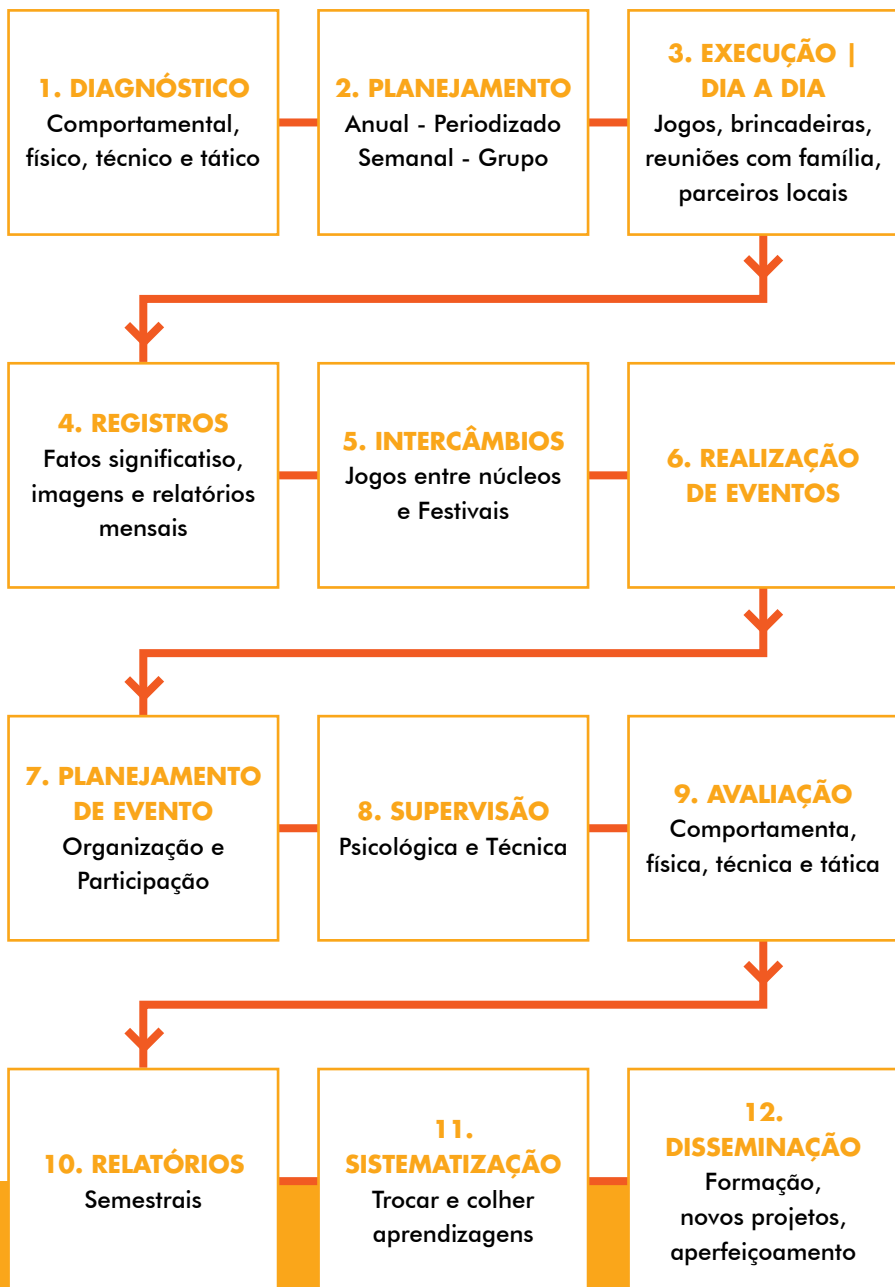 1. DIAGNÓSTICO
Comportamental,
físico, técnico e tático
2. PLANEJAMENTO
Anual - Periodizado
Semanal - Grupo
3. EXECUÇÃO |
DIA A DIA
Jogos, brincadeiras,
reuniões com família,
parceiros locais
4. REGISTROS
Fatos significatiso,
imagens e relatórios
mensais
5. INTERCÂMBIOS
Jogos entre núcleos
e Festivais
6. REALIZAÇÃO
DE EVENTOS
7. PLANEJAMENTO
DE EVENTO
Organização e
Participação
8. SUPERVISÃO
Psicológica e Técnica
9. AVALIAÇÃO
Comportamenta,
física, técnica e tática
10. RELATÓRIOS
Semestrais
11.
SISTEMATIZAÇÃO
Trocar e colher
aprendizagens
12.
DISSEMINAÇÃO
Formação,
novos projetos,
aperfeiçoamento